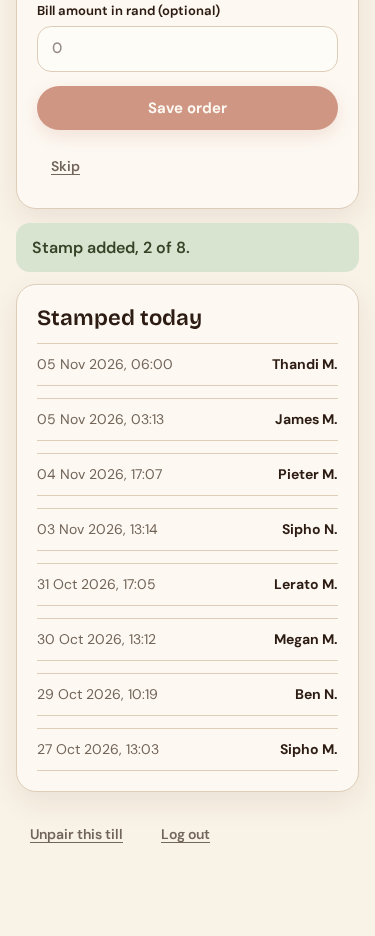 Bill amount in rand (optional)
0
Save order
Skip
Stamp added, 2 of 8.
Stamped today
05 Nov 2026, 06:00 Thandi M.
05 Nov 2026, 03:13 James M.
04 Nov 2026, 17:07 Pieter M.
03 Nov 2026, 13:14 Sipho N.
31 Oct 2026, 17:05 Lerato M.
30 Oct 2026, 13:12 Megan M.
29 Oct 2026, 10:19 Ben N.
27 Oct 2026, 13:03 Sipho M.
Unpair this till Log out